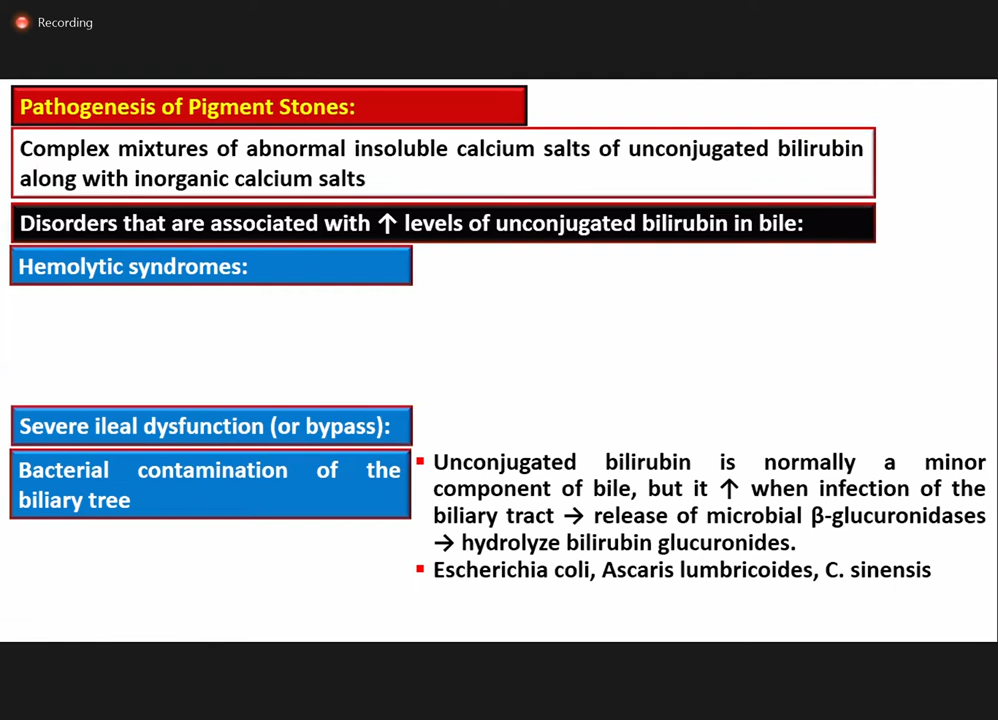 Recording
Pathogenesis of Pigment Stones:
Complex mixtures of abnormal insoluble calcium salts of unconjugated bilirubin
along with inorganic calcium salts
Disorders that are associated with ↑ levels of unconjugated bilirubin in bile:
Hemolytic syndromes:
Severe ileal dysfunction (or bypass):
Bacterial contamination of the
biliary tree
▪ Unconjugated bilirubin is normally a minor
component of bile, but it ↑ when infection of the
biliary tract → release of microbial β-glucuronidases
→ hydrolyze bilirubin glucuronides.
▪ Escherichia coli, Ascaris lumbricoides, C. sinensis